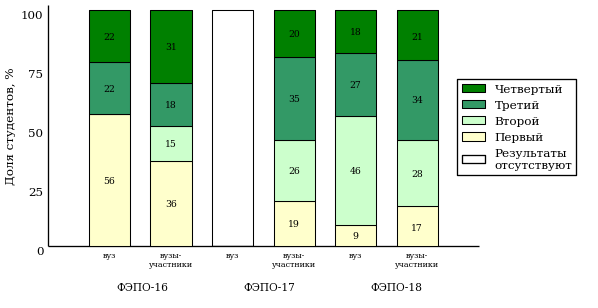 100
75
50
25
0
Доля студентов, %
22
22
56
31
18
15
36
20
35
26
19
18
27
46
9
21
34
28
17
вуз
вузы-
участники
вуз
вузы-
участники
вуз
вузы-
участники
ФЭПО-16
ФЭПО-17
ФЭПО-18
Четвертый
Третий
Второй
Первый
Результаты
отсутствуют